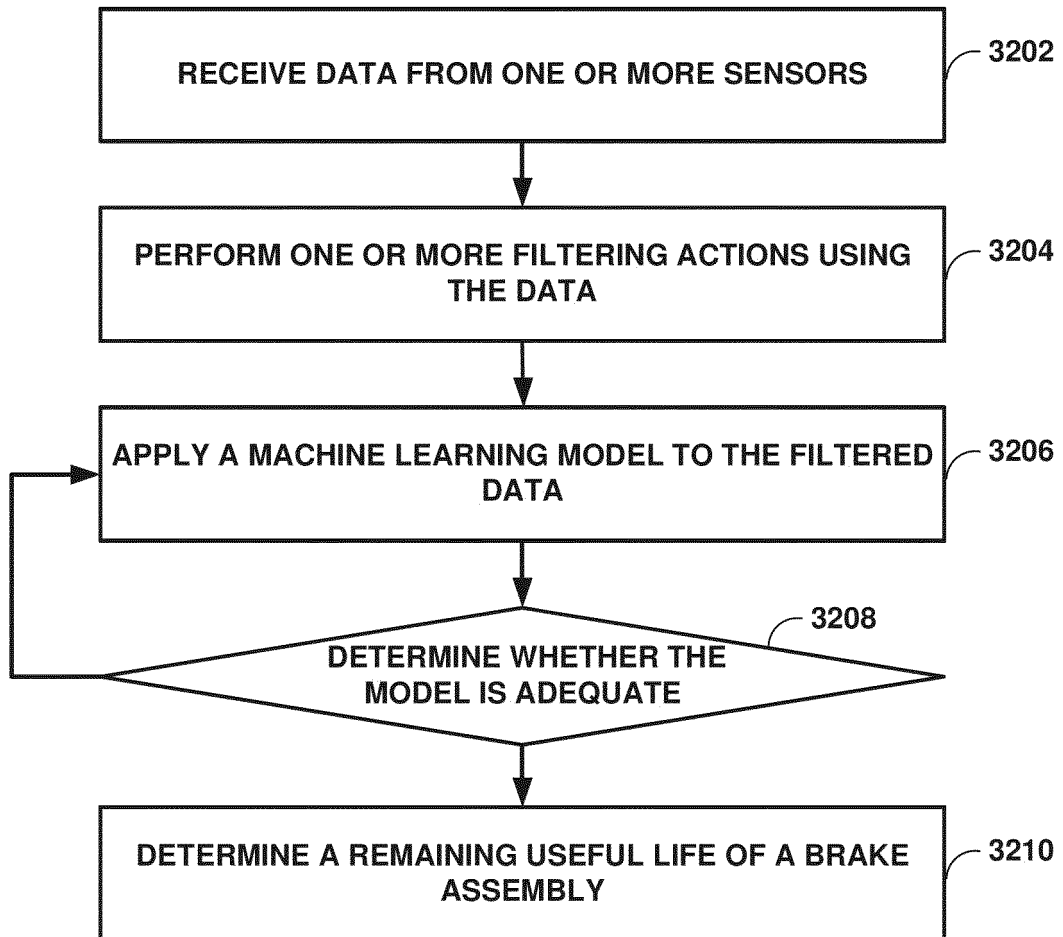 RECEIVE DATA FROM ONE OR MORE SENSORS
3202
PERFORM ONE OR MORE FILTERING ACTIONS USING
THE DATA
3204
APPLY A MACHINE LEARNING MODEL TO THE FILTERED
DATA
3206
3208
DETERMINE WHETHER THE
MODEL IS ADEQUATE
DETERMINE A REMAINING USEFUL LIFE OF A BRAKE
ASSEMBLY
3210